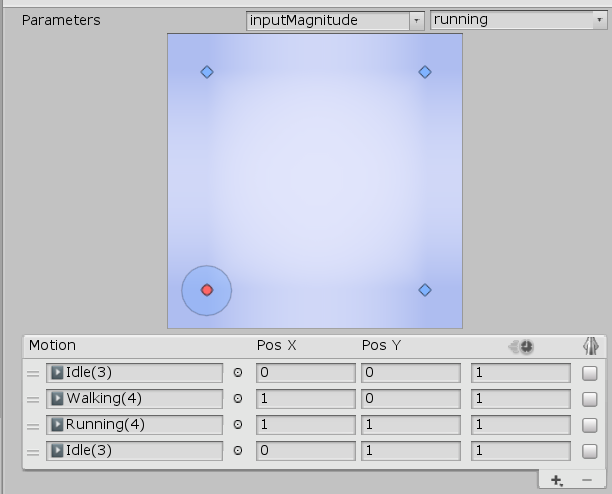 Parameters inputMagnitude running
Motion Pos X Pos Y
Idle(3) 0 0 1
Walking(4) 1 0 1
Running(4) 1 1 1
Idle(3) 0 1 1